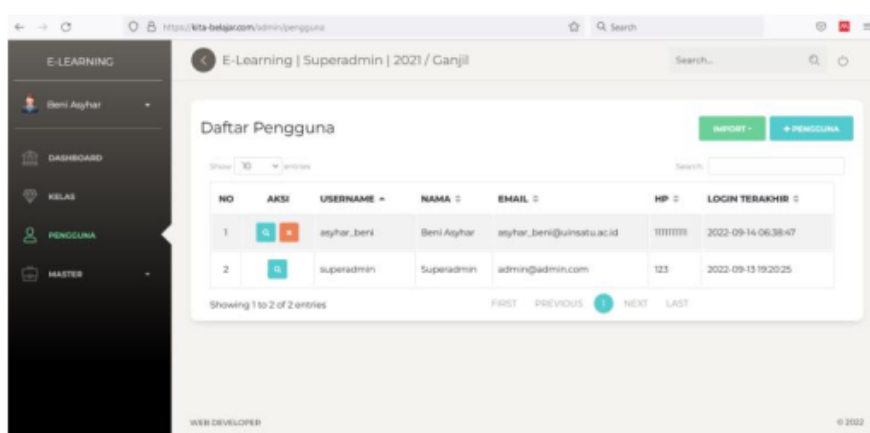 https://kita-belajar.com/admin/pengguna
Search
E-LEARNING
E-Learning | Superadmin | 2021 / Ganjil
Search...
Beni Asyhar
Daftar Pengguna
IMPORT
+ PENGGUNA
DASHBOARD
Show 10 entries
Search:
KELAS
NO AKSI USERNAME NAMA EMAIL HP LOGIN TERAKHIR
PENGGUNA
1 asyhar_beni Beni Asyhar asyhar_beni@uinsatu.ac.id 2022-09-14 06:38:47
MASTER
2 superadmin Superadmin admin@admin.com 123 2022-09-13 19:20:25
Showing 1 to 2 of 2 entries
FIRST PREVIOUS 1 NEXT LAST
WEB DEVELOPER
© 2022